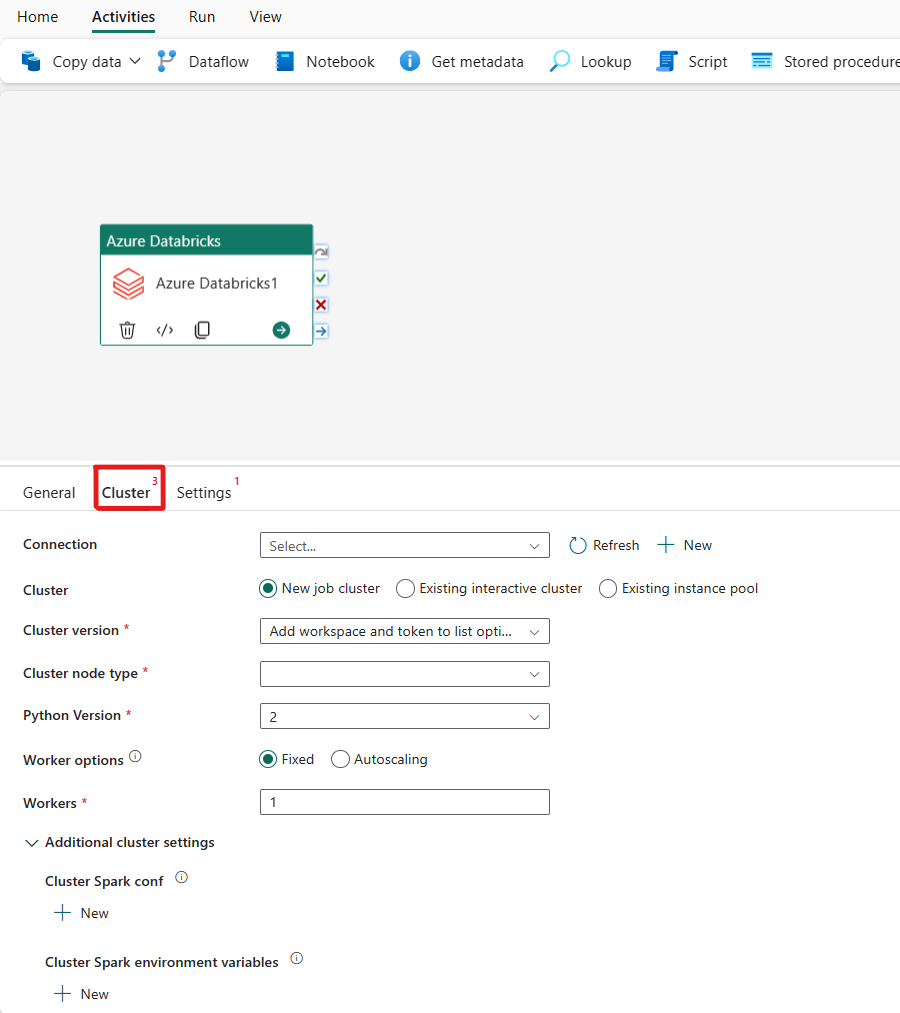 Home Activities Run View
Copy data Dataflow Notebook Get metadata Lookup Script Stored procedure
Azure Databricks
Azure Databricks1
General Cluster 3 Settings 1
Connection Select... Refresh New
Cluster New job cluster Existing interactive cluster Existing instance pool
Cluster version * Add workspace and token to list opti...
Cluster node type *
Python Version * 2
Worker options Fixed Autoscaling
Workers * 1
Additional cluster settings
Cluster Spark conf
New
Cluster Spark environment variables
New